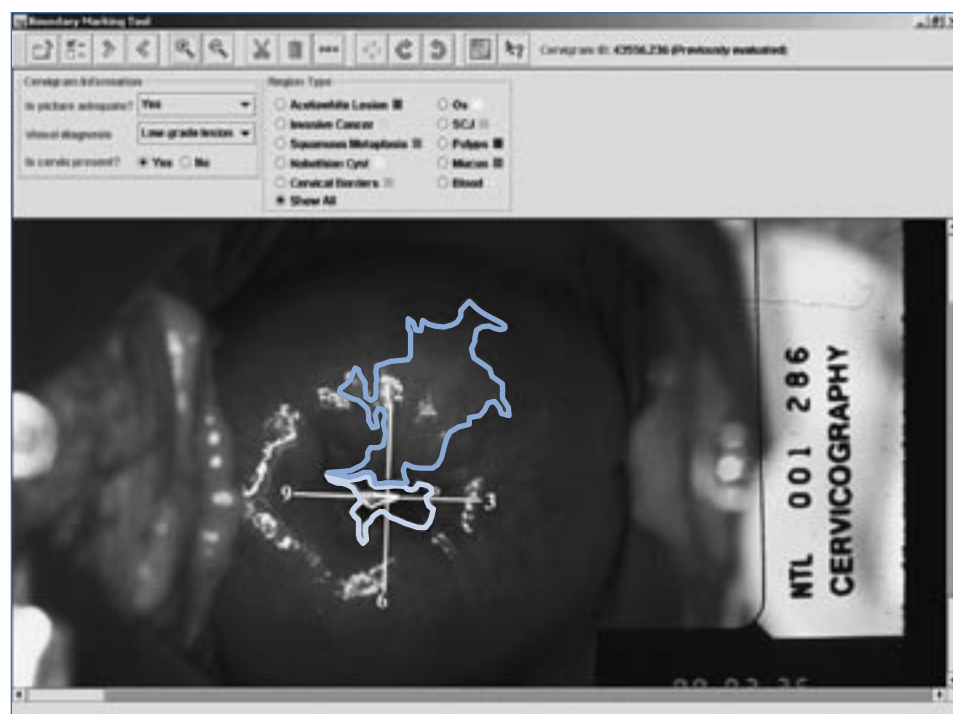 Boundary Marking Tool
Cervigram ID: 43556.236 (Previously evaluated)
Cervigram Information
Is picture adequate? Yes
Visual diagnosis Low grade lesion
Is cervix present? Yes No
Region Type
Acetowhite Lesion
Invasive Cancer
Squamous Metaplasia
Nabothian Cyst
Cervical Borders
Show All
Os
SCJ
Polyps
Mucus
Blood
9
3
6
NTL 001 286
CERVICOGRAPHY